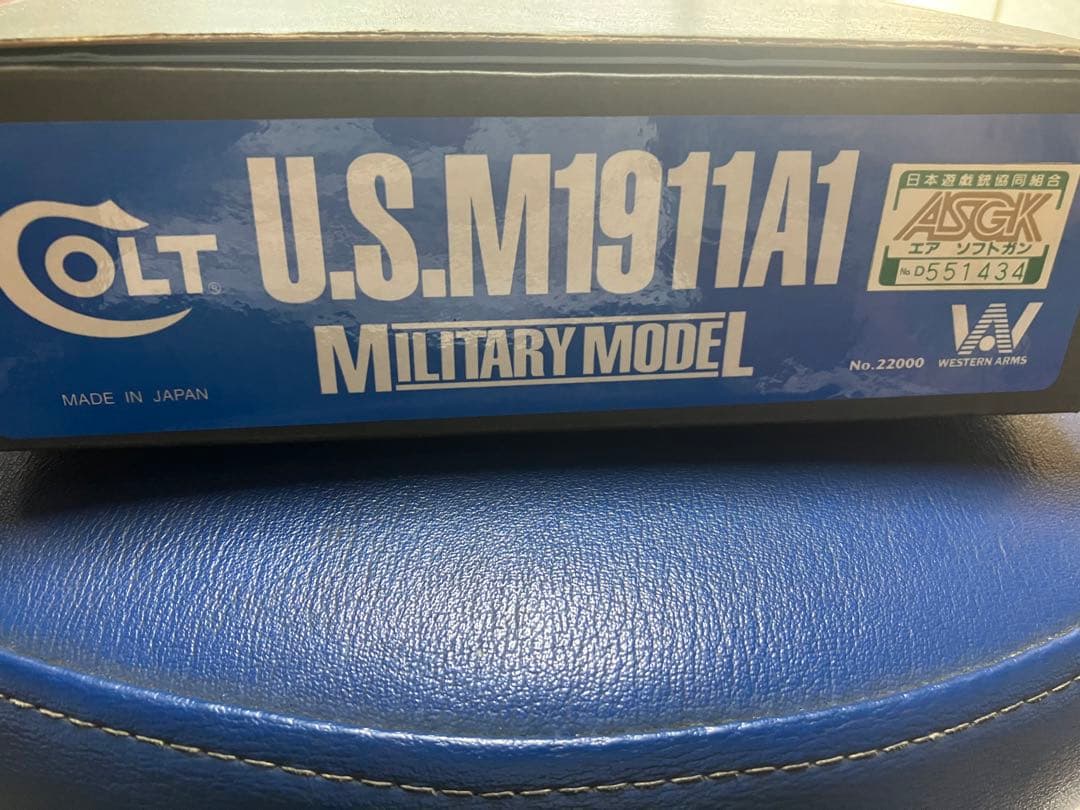 COLT®
U.S.M1911A1
MILITARY MODEL
MADE IN JAPAN
日本遊戯銃協同組合
ASGK
エア ソフトガン
No D551434
No.22000
WA
WESTERN ARMS